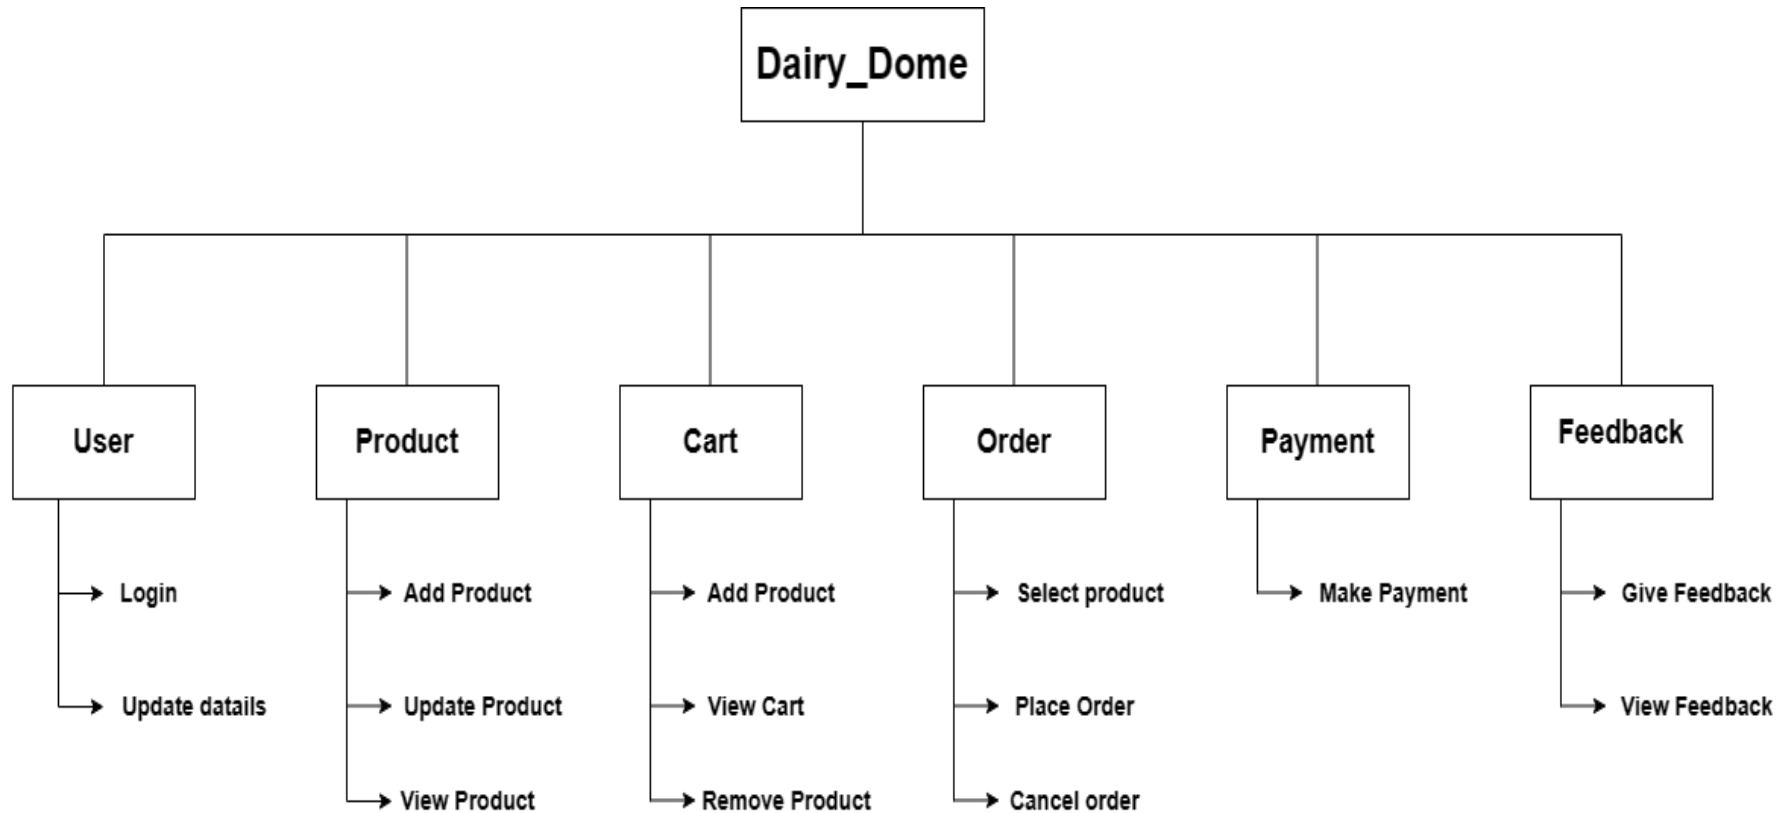 Dairy_Dome
User
Product
Cart
Order
Payment
Feedback
Login
Add Product
Add Product
Select product
Make Payment
Give Feedback
Update datails
Update Product
View Cart
Place Order
View Feedback
View Product
Remove Product
Cancel order